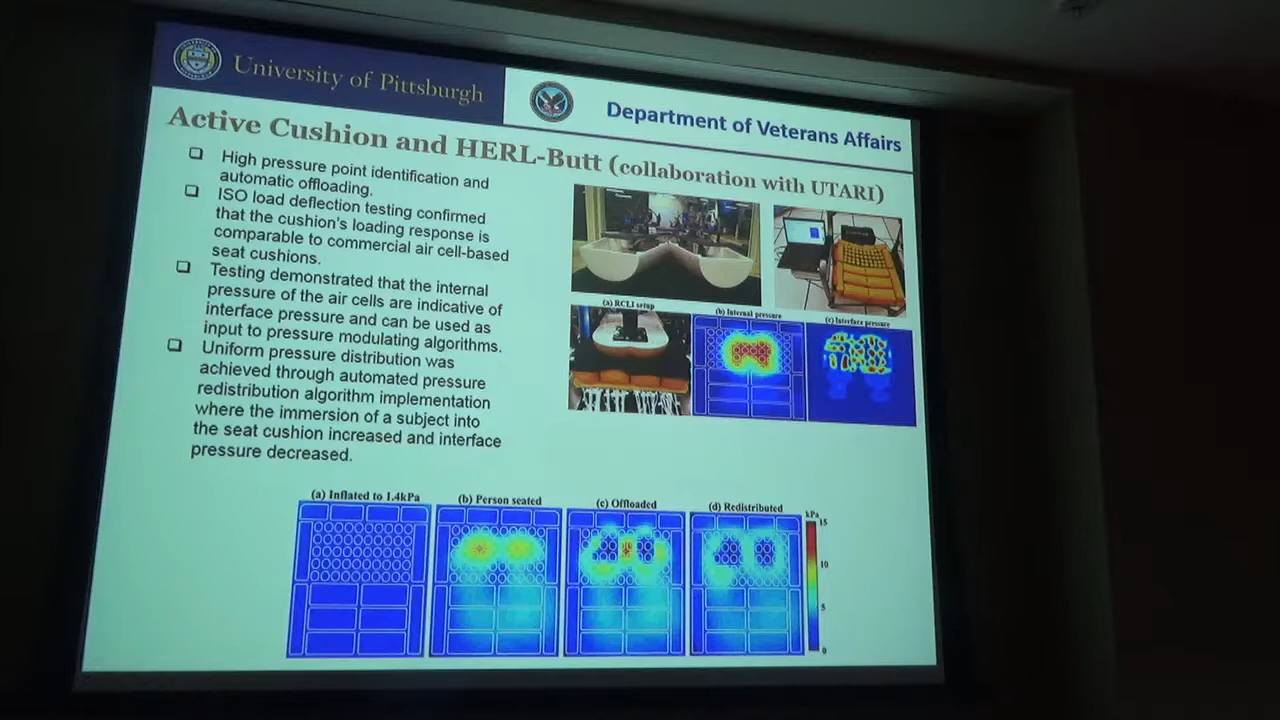 University of Pittsburgh
Department of Veterans Affairs
Active Cushion and HERL-Butt (collaboration with UTARI)
High pressure point identification and
automatic offloading.
ISO load deflection testing confirmed
that the cushion's loading response is
comparable to commercial air cell-based
seat cushions.
Testing demonstrated that the internal
pressure of the air cells are indicative of
interface pressure and can be used as
input to pressure modulating algorithms.
Uniform pressure distribution was
achieved through automated pressure
redistribution algorithm implementation
where the immersion of a subject into
the seat cushion increased and interface
pressure decreased.
(a) RCLI setup
(b) Internal pressure
(c) Interface pressure
(a) Inflated to 1.4kPa
(b) Person seated
(c) Offloaded
(d) Redistributed
kPa
15
10
5
0